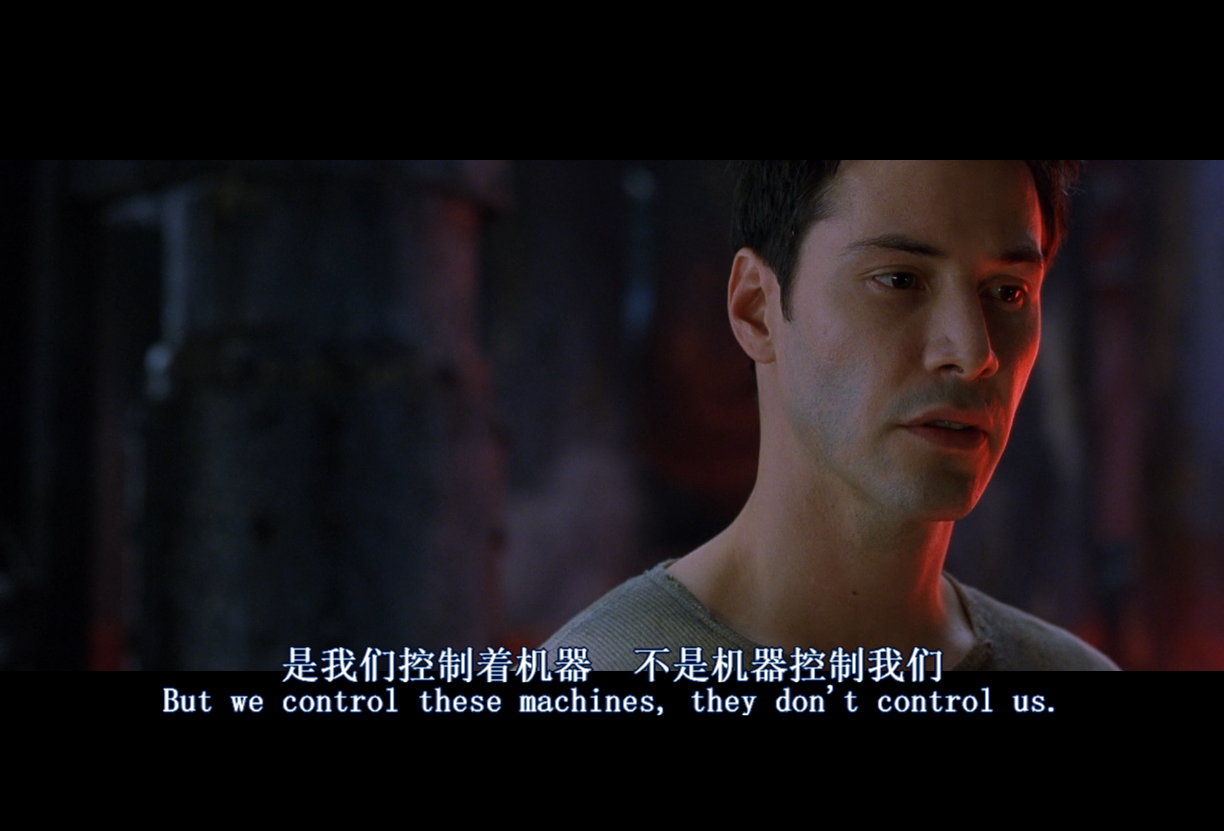 是我们控制着机器 不是机器控制我们
But we control these machines, they don't control us.